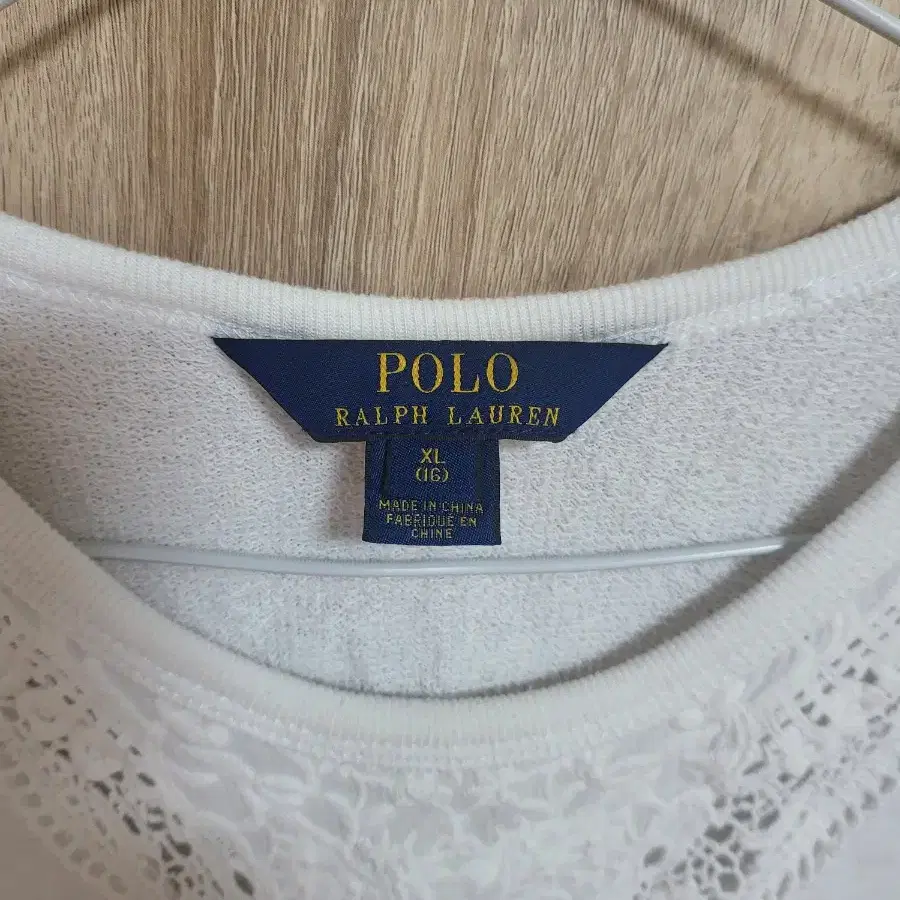 POLO
RALPH LAUREN
XL
(16)
MADE IN CHINA
FABRIQUÉ EN
CHINE